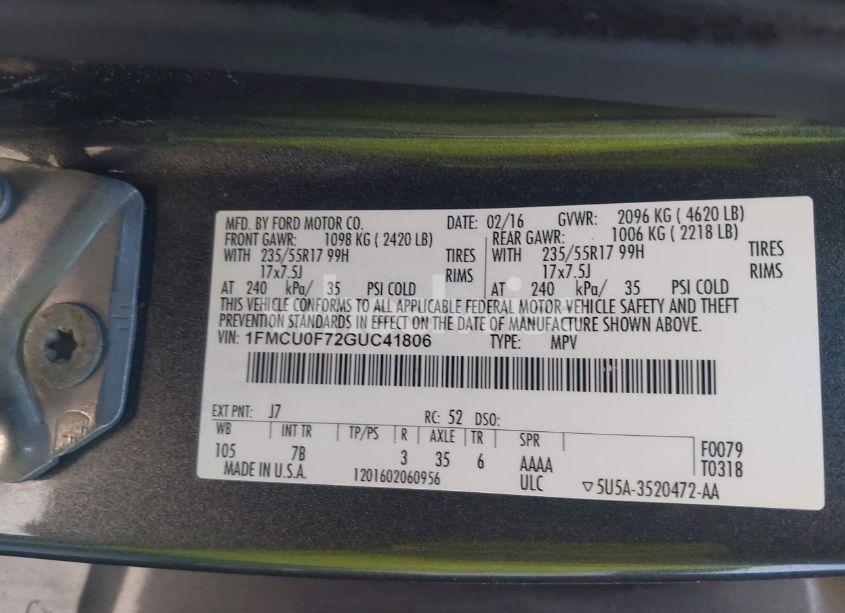 MFD. BY FORD MOTOR CO. DATE: 02/16 GVWR: 2096 KG ( 4620 LB)
FRONT GAWR: 1098 KG ( 2420 LB) REAR GAWR: 1006 KG ( 2218 LB)
WITH 235/55R17 99H TIRES WITH 235/55R17 99H TIRES
17x7.5J RIMS 17x7.5J RIMS
AT 240 kPa/ 35 PSI COLD AT 240 kPa/ 35 PSI COLD
THIS VEHICLE CONFORMS TO ALL APPLICABLE FEDERAL MOTOR VEHICLE SAFETY AND THEFT
PREVENTION STANDARDS IN EFFECT ON THE DATE OF MANUFACTURE SHOWN ABOVE.
VIN: 1FMCU0F72GUC41806 TYPE: MPV
EXT PNT: J7 RC: 52 DSO:
WB INT TR TP/PS R AXLE TR SPR F0079
105 7B 3 35 6 AAAA T0318
MADE IN U.S.A. 1201602060956 ULC ▽5U5A-3520472-AA